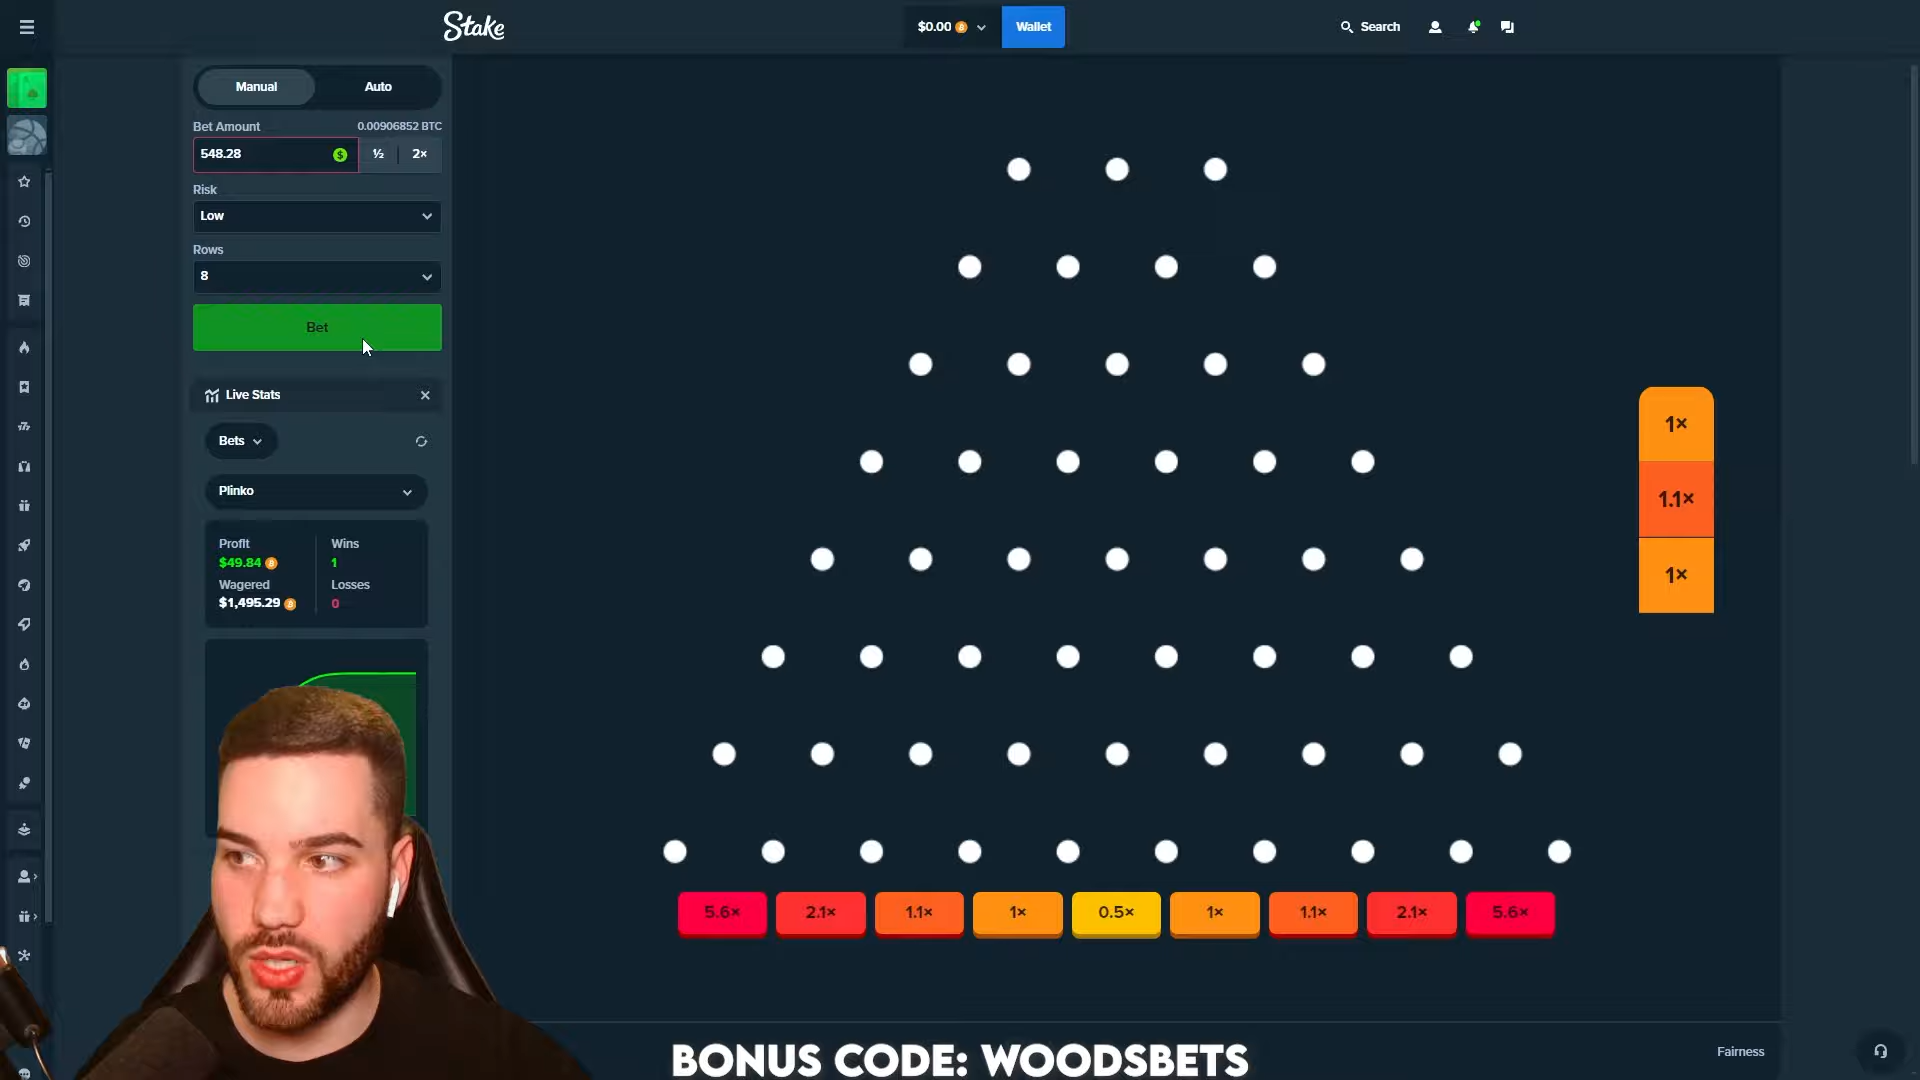 Stake
$0.00
Wallet
Search
Manual
Auto
Bet Amount
0.00906852 BTC
548.28
$
½
2×
Risk
Low
Rows
8
Bet
Live Stats
Bets
Plinko
Profit
$49.84
Wins
1
Wagered
$1,495.29
Losses
0
1×
1.1×
1×
5.6×
2.1×
1.1×
1×
0.5×
1×
1.1×
2.1×
5.6×
BONUS CODE: WOODSBETS
Fairness